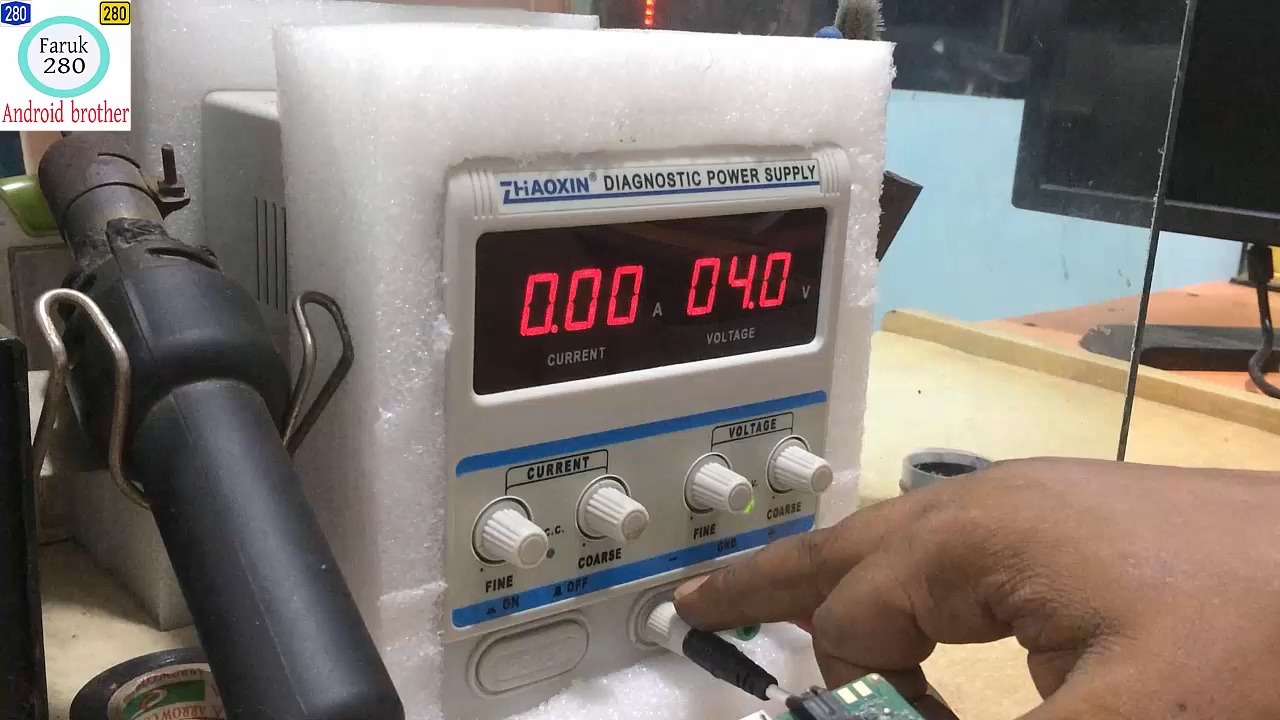 280
280
Faruk
280
Android brother
ZHAOXIN® DIAGNOSTIC POWER SUPPLY
0.00 A 04.0 V
CURRENT VOLTAGE
CURRENT VOLTAGE
C.C.
FINE COARSE FINE COARSE
ON OFF - GND +
ARROW